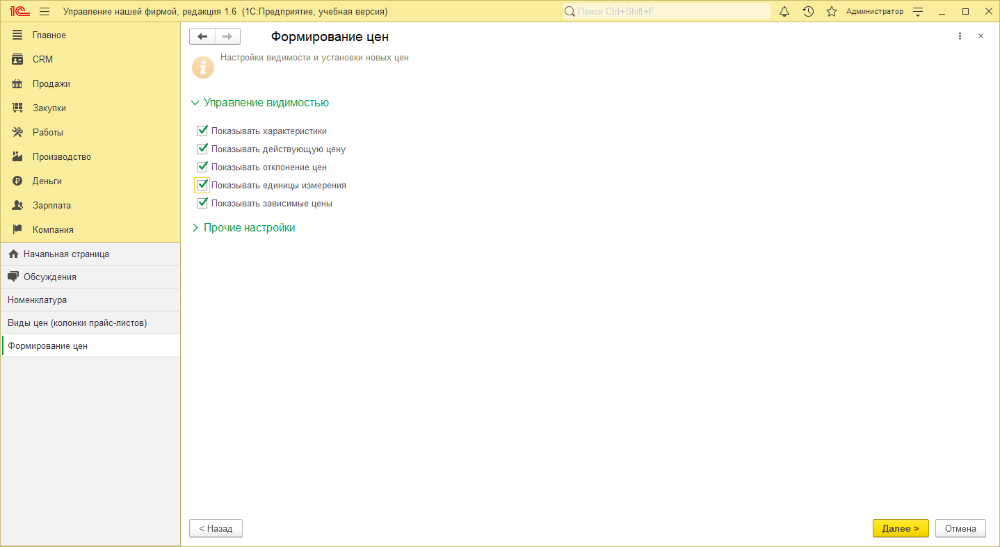 1С Управление нашей фирмой, редакция 1.6 (1С:Предприятие, учебная версия) Поиск Ctrl+Shift+F Администратор
Главное
CRM
Продажи
Закупки
Работы
Производство
Деньги
Зарплата
Компания
Начальная страница
Обсуждения
Номенклатура
Виды цен (колонки прайс-листов)
Формирование цен
Формирование цен
Настройки видимости и установки новых цен
Управление видимостью
Показывать характеристики
Показывать действующую цену
Показывать отклонение цен
Показывать единицы измерения
Показывать зависимые цены
Прочие настройки
< Назад Далее > Отмена